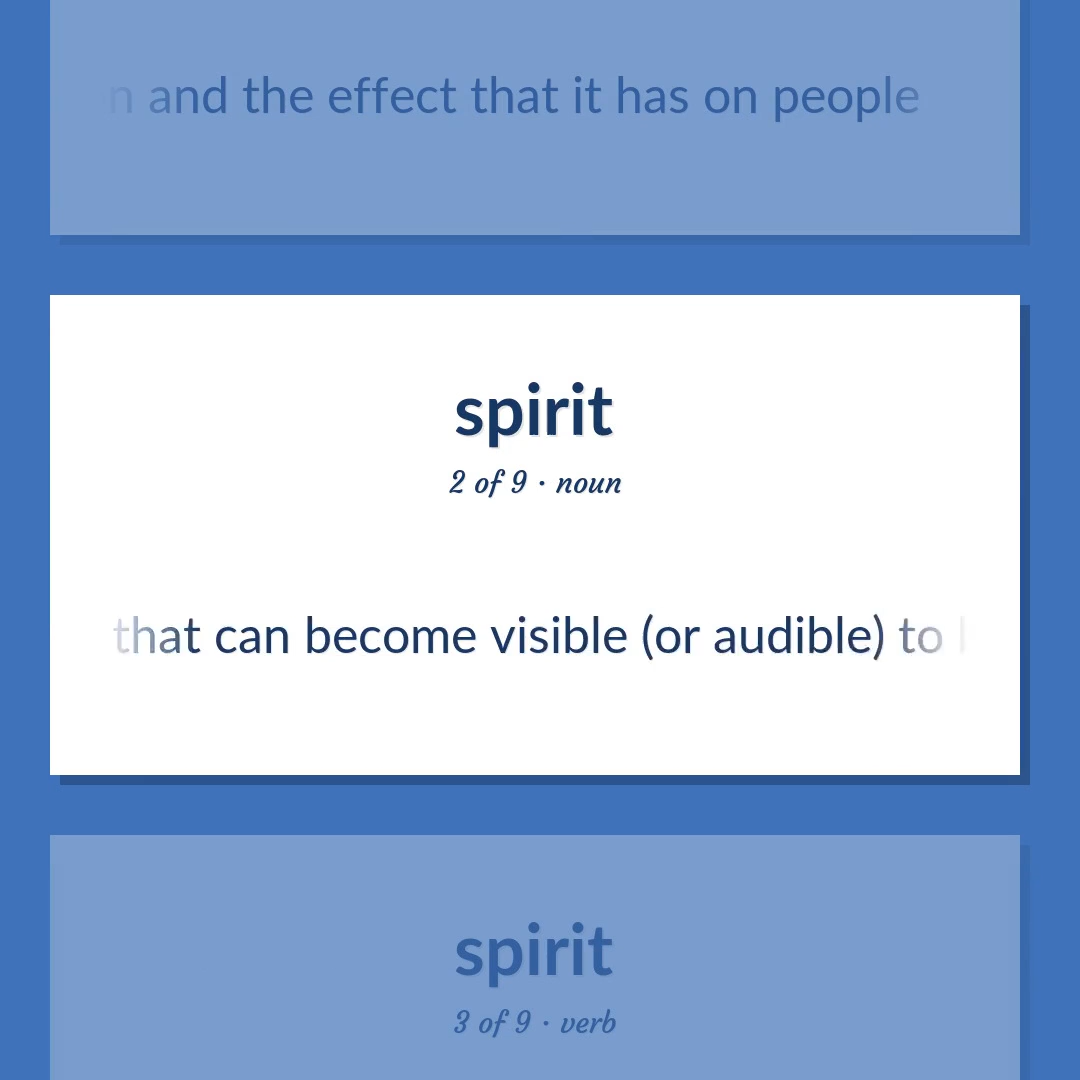 and the effect that it has on people
spirit
2 of 9 · noun
that can become visible (or audible) to
spirit
3 of 9 · verb